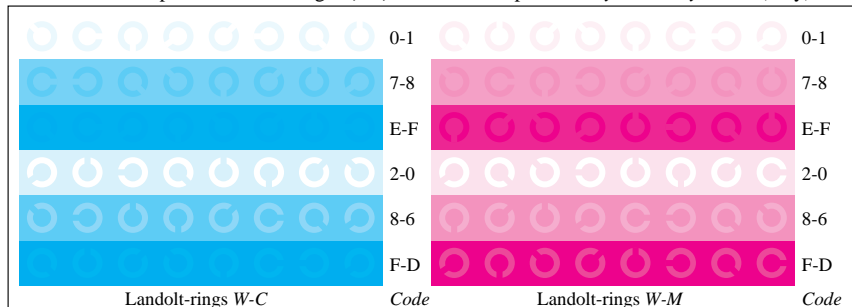 0-1 0-1
7-8 7-8
E-F E-F
2-0 2-0
8-6 8-6
F-D F-D
Landolt-rings W-C Code Landolt-rings W-M Code